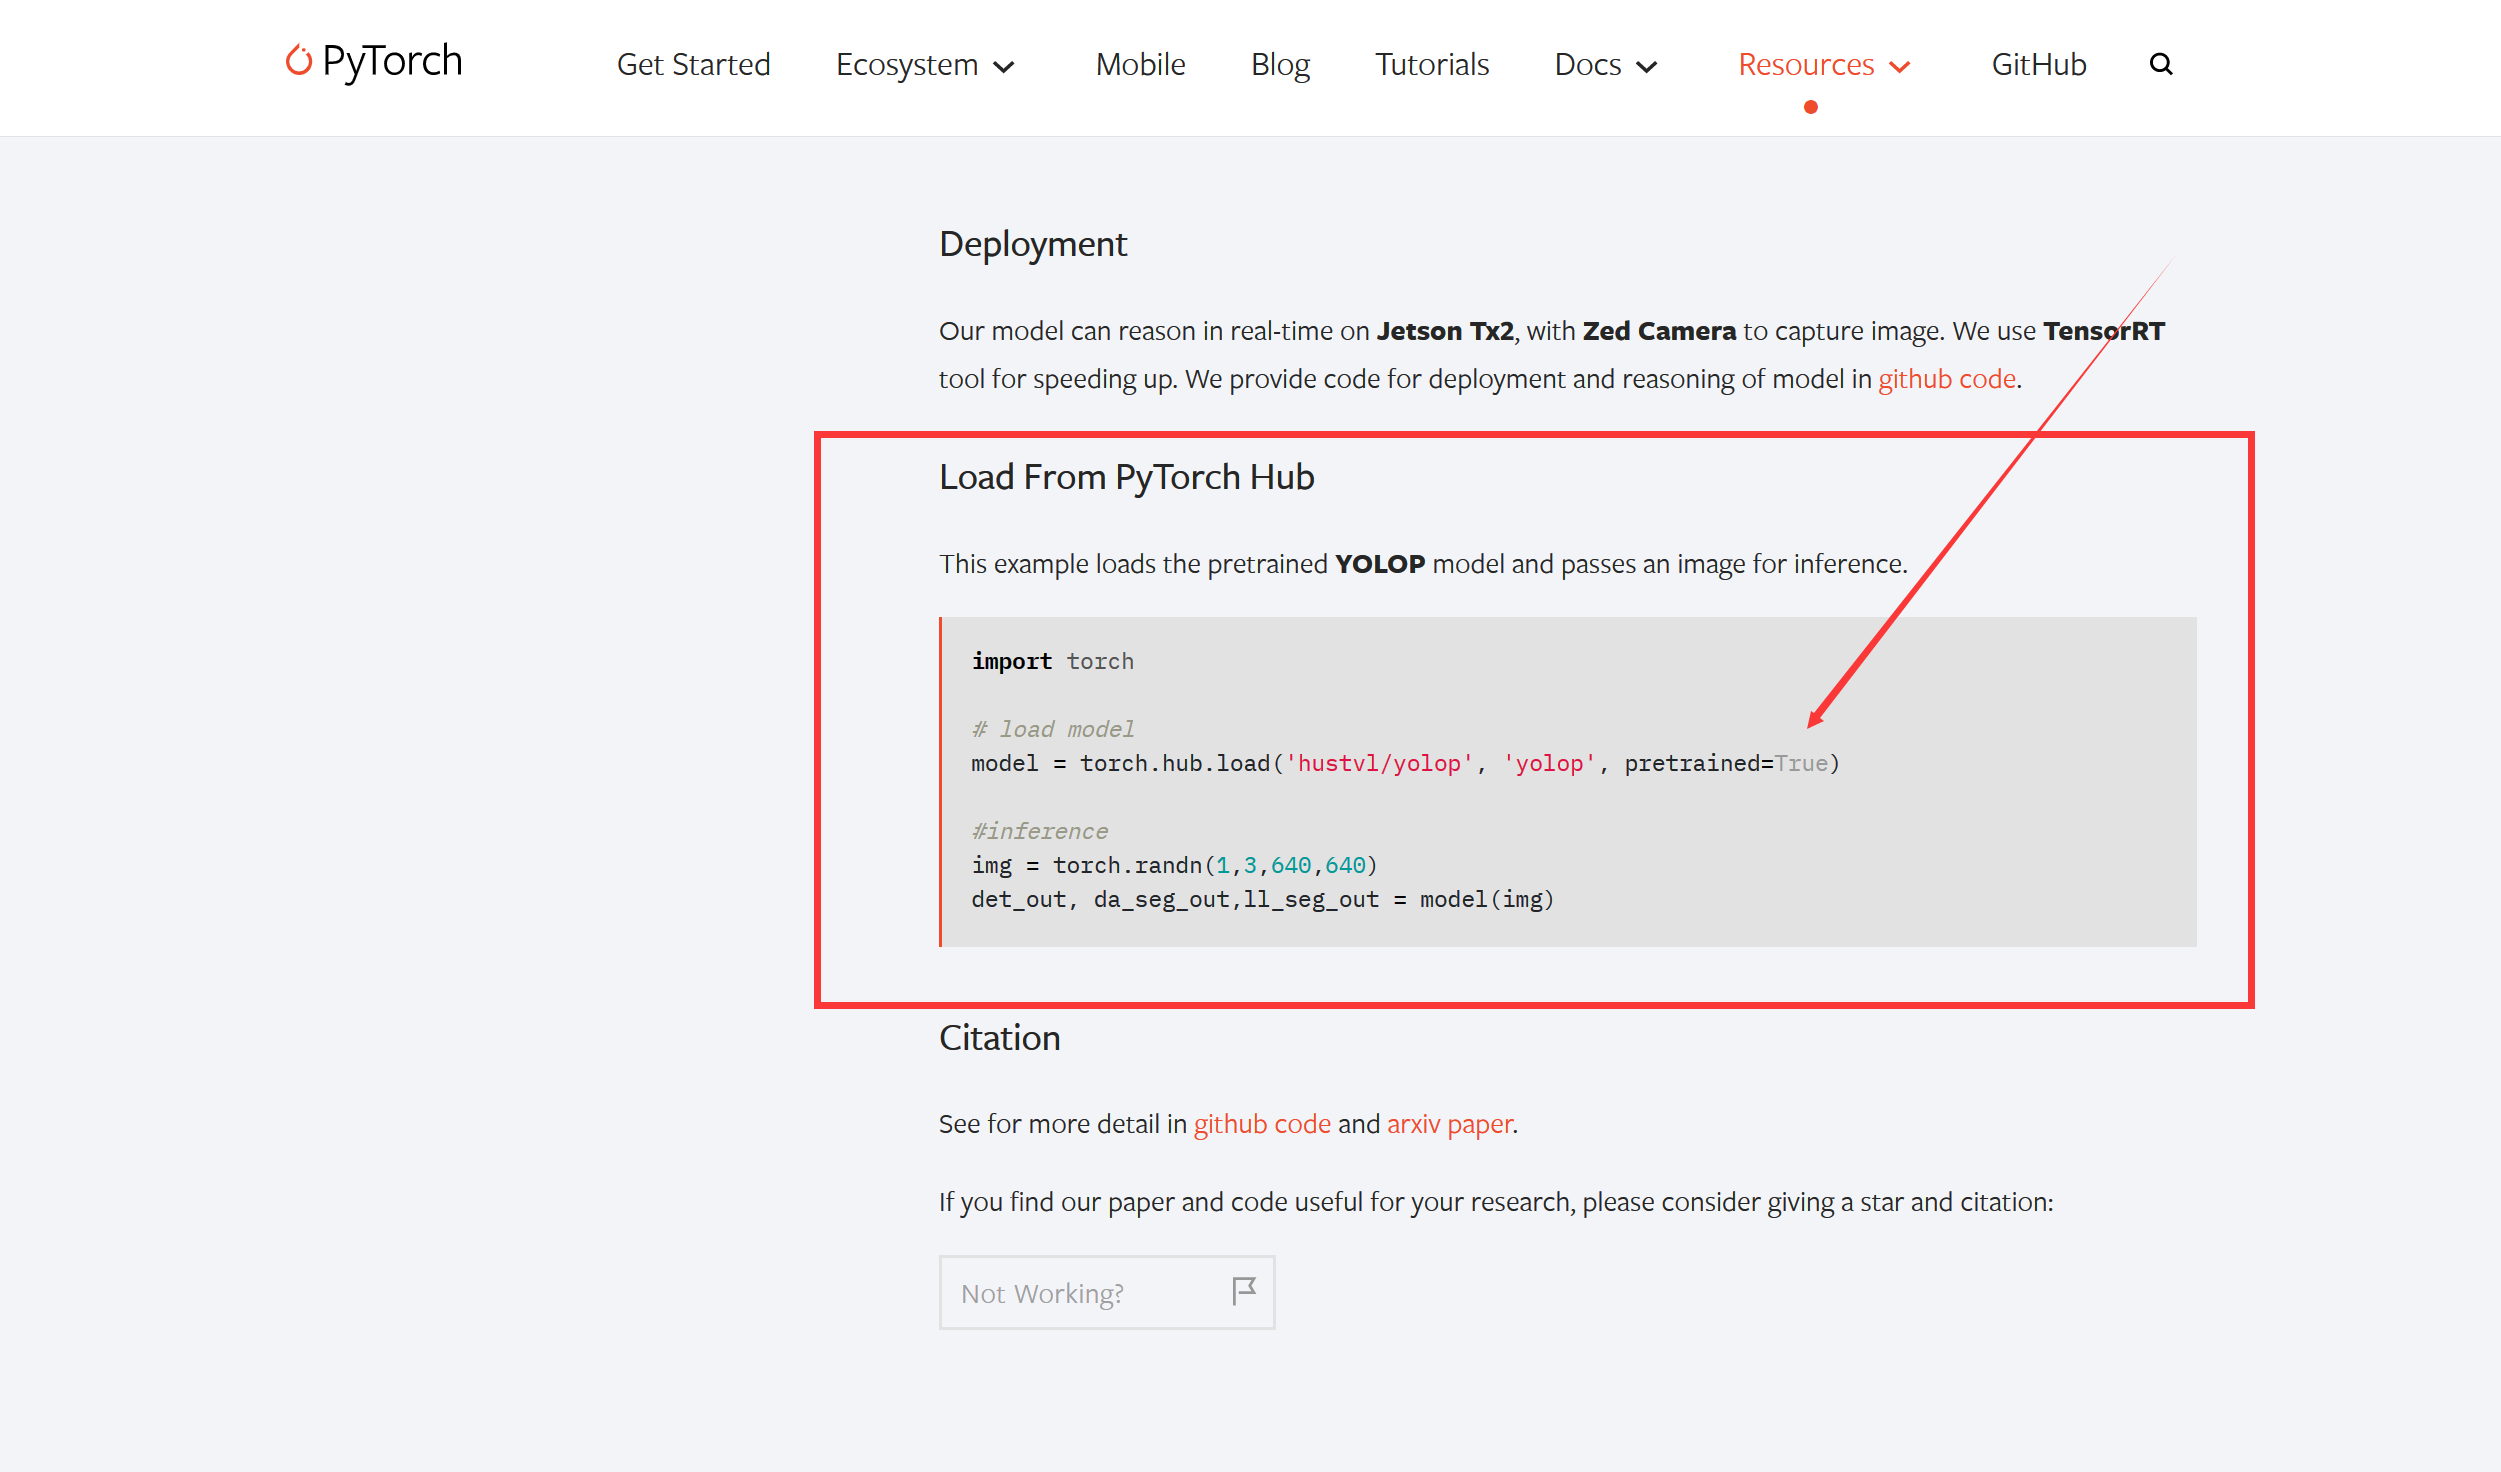 PyTorch Get Started Ecosystem Mobile Blog Tutorials Docs Resources GitHub
Deployment
Our model can reason in real-time on Jetson Tx2, with Zed Camera to capture image. We use TensorRT
tool for speeding up. We provide code for deployment and reasoning of model in github code.
Load From PyTorch Hub
This example loads the pretrained YOLOP model and passes an image for inference.
import torch
# load model
model = torch.hub.load('hustvl/yolop', 'yolop', pretrained=True)
#inference
img = torch.randn(1,3,640,640)
det_out, da_seg_out,ll_seg_out = model(img)
Citation
See for more detail in github code and arxiv paper.
If you find our paper and code useful for your research, please consider giving a star and citation:
Not Working?